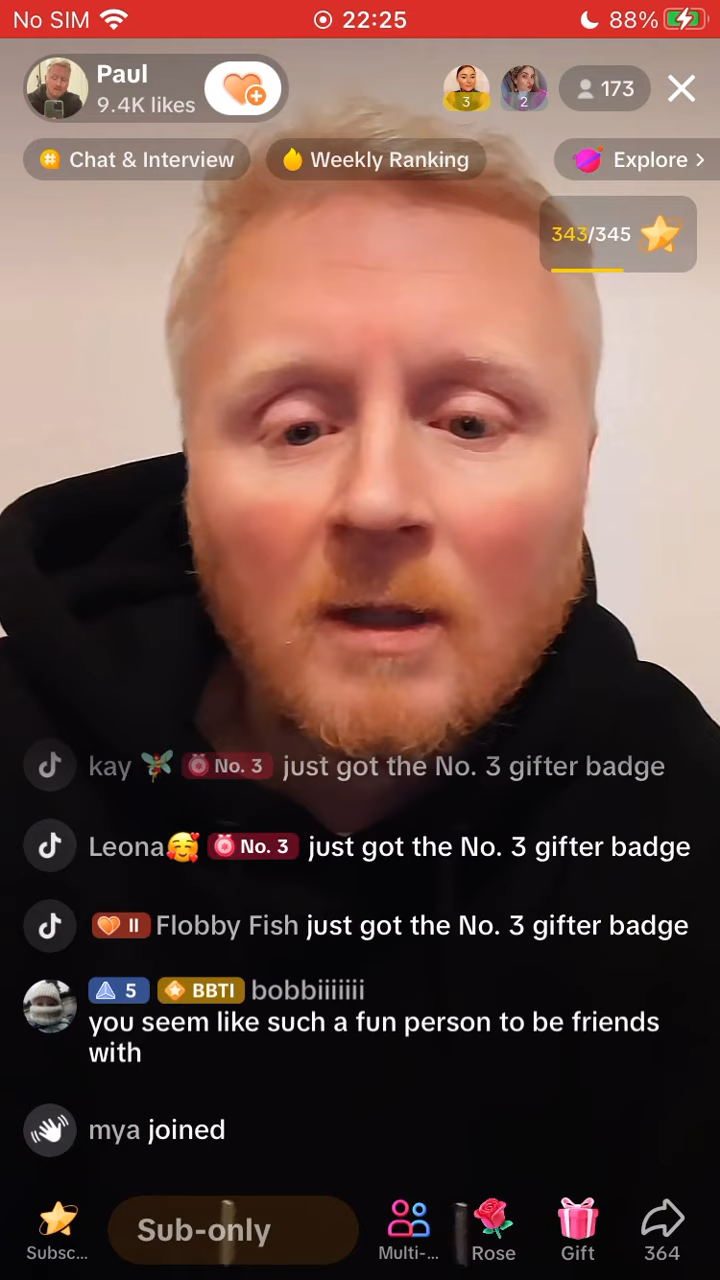 No SIM 22:25 88%
Paul
9.4K likes
3 2 173
Chat & Interview Weekly Ranking Explore >
343/345
kay No. 3 just got the No. 3 gifter badge
Leona No. 3 just got the No. 3 gifter badge
II Flobby Fish just got the No. 3 gifter badge
5 BBTI bobbiiiiiii
you seem like such a fun person to be friends
with
mya joined
Sub-only
Subsc... Multi-... Rose Gift 364